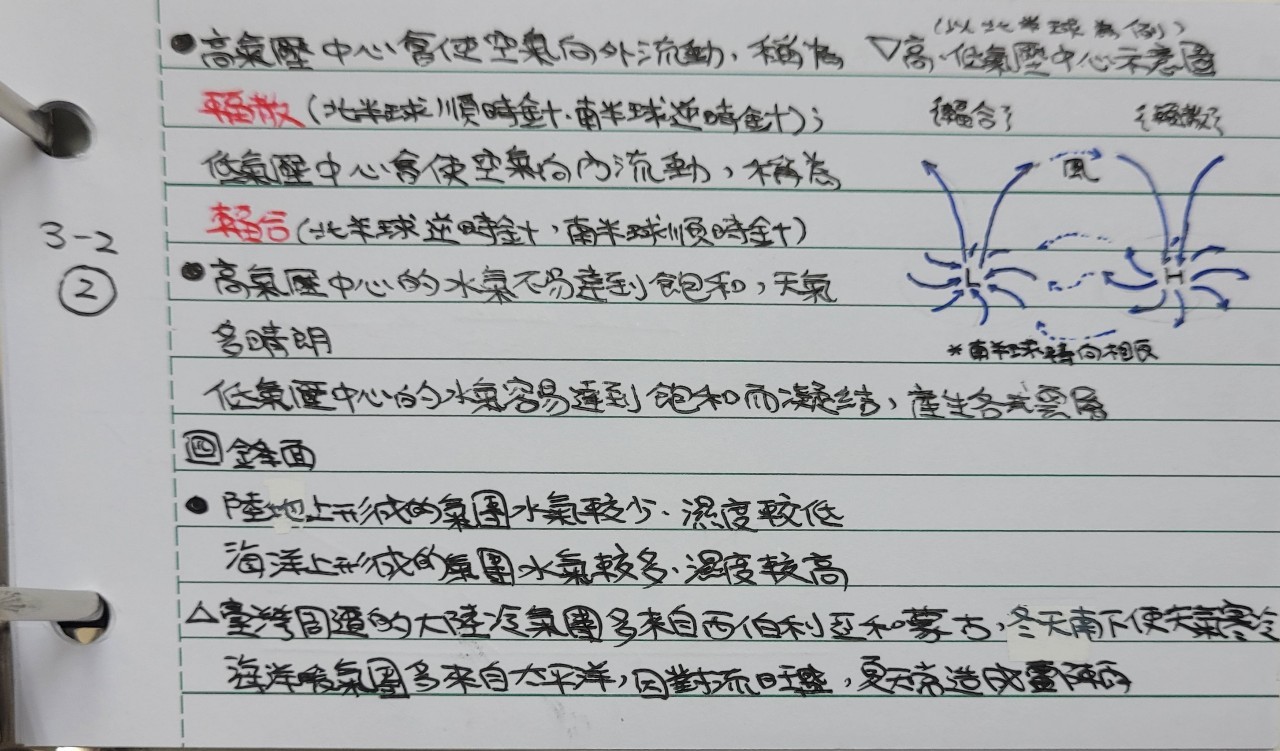 3-2
②
●高氣壓中心會使空氣向外流動，稱為
輻散(北半球順時針、南半球逆時針)；
低氣壓中心會使空氣向內流動，稱為
輻合(北半球逆時針，南半球順時針)
●高氣壓中心的水氣不易達到飽和，天氣
多晴朗
低氣壓中心的水氣容易達到飽和而凝結，產生各式雲層
四鋒面
●陸地上形成的氣團水氣較少、濕度較低
海洋上形成的氣團水氣較多、濕度較高
△臺灣周遭的大陸冷氣團多來自西伯利亞和蒙古，冬天南下使天氣寒冷
海洋暖氣團多來自太平洋，因對流旺盛，夏天常造成雷陣雨
(以北半球為例)
▽高、低氣壓中心示意圖
{輻合} {輻散}
風
L H
*南半球轉向相反